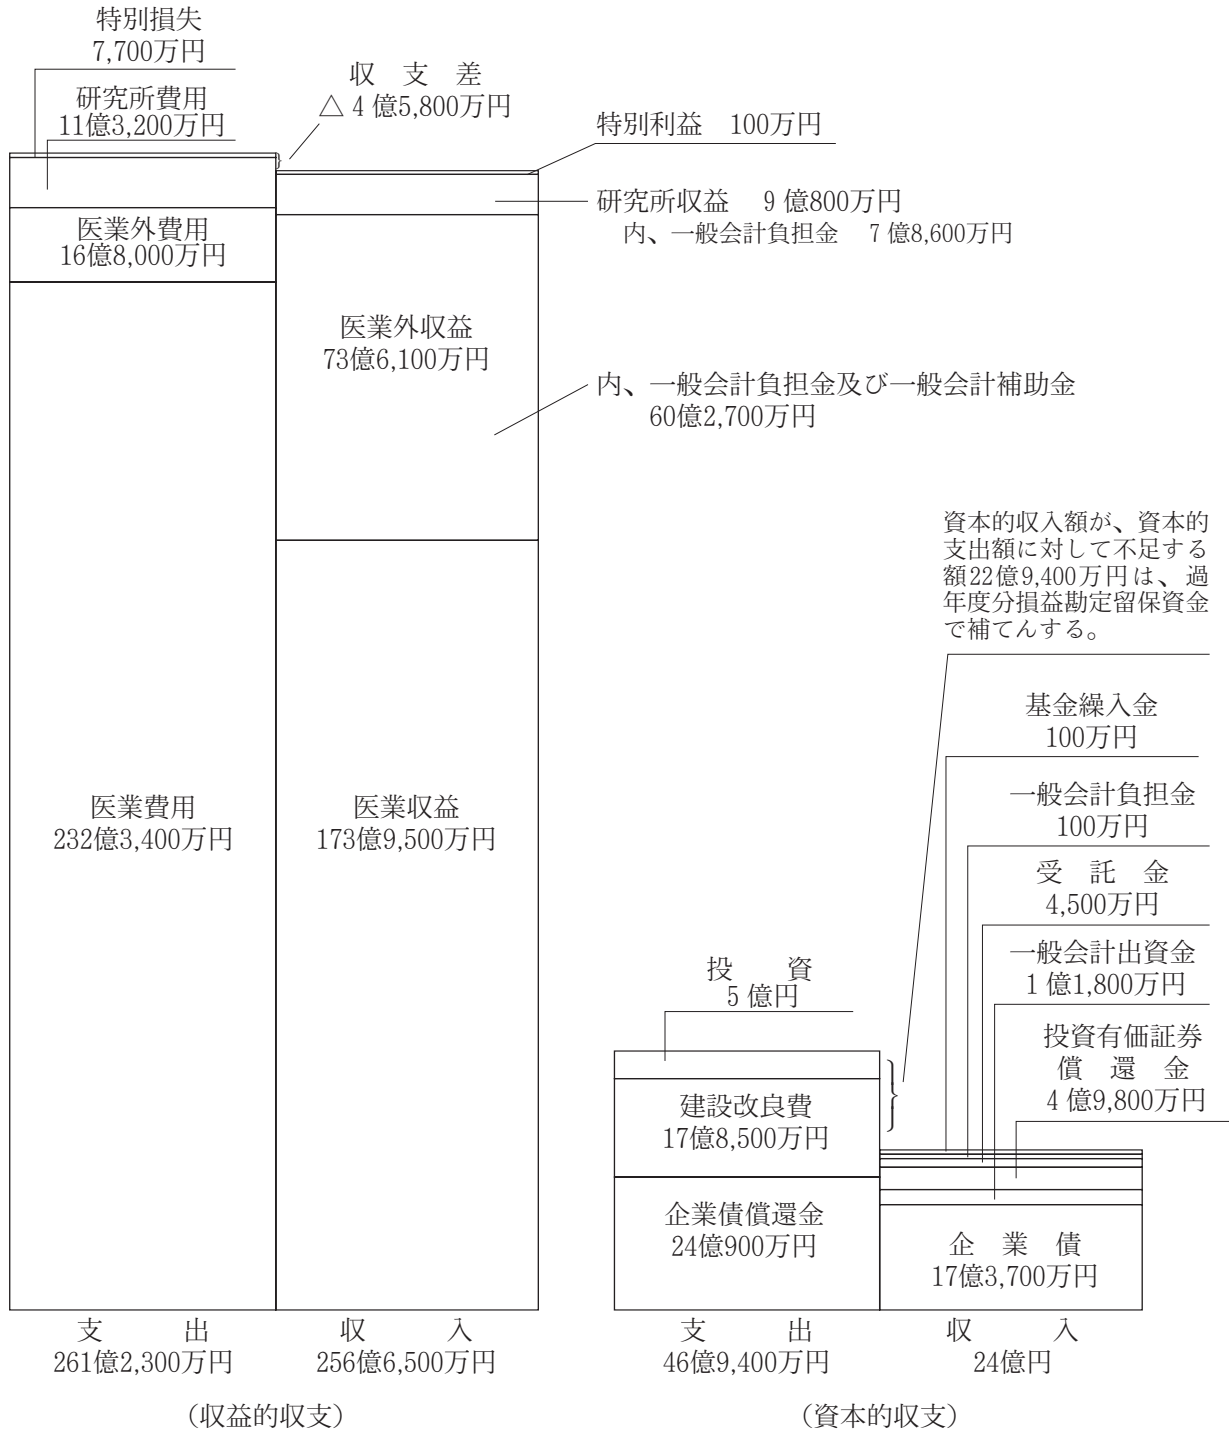 特別損失
7,700万円
研究所費用
11億3,200万円
収支差
△4億5,800万円
特別利益 100万円
研究所収益 9億800万円
内、一般会計負担金 7億8,600万円
医業外費用
16億8,000万円
医業外収益
73億6,100万円
内、一般会計負担金及び一般会計補助金
60億2,700万円
医業費用
232億3,400万円
医業収益
173億9,500万円
支出
261億2,300万円
収入
256億6,500万円
（収益的収支）
資本的収入額が、資本的
支出額に対して不足する
額22億9,400万円は、過
年度分損益勘定留保資金
で補てんする。
基金繰入金
100万円
一般会計負担金
100万円
受託金
4,500万円
一般会計出資金
1億1,800万円
投資有価証券
償還金
4億9,800万円
投資
5億円
建設改良費
17億8,500万円
企業債償還金
24億900万円
企業債
17億3,700万円
支出
46億9,400万円
収入
24億円
（資本的収支）